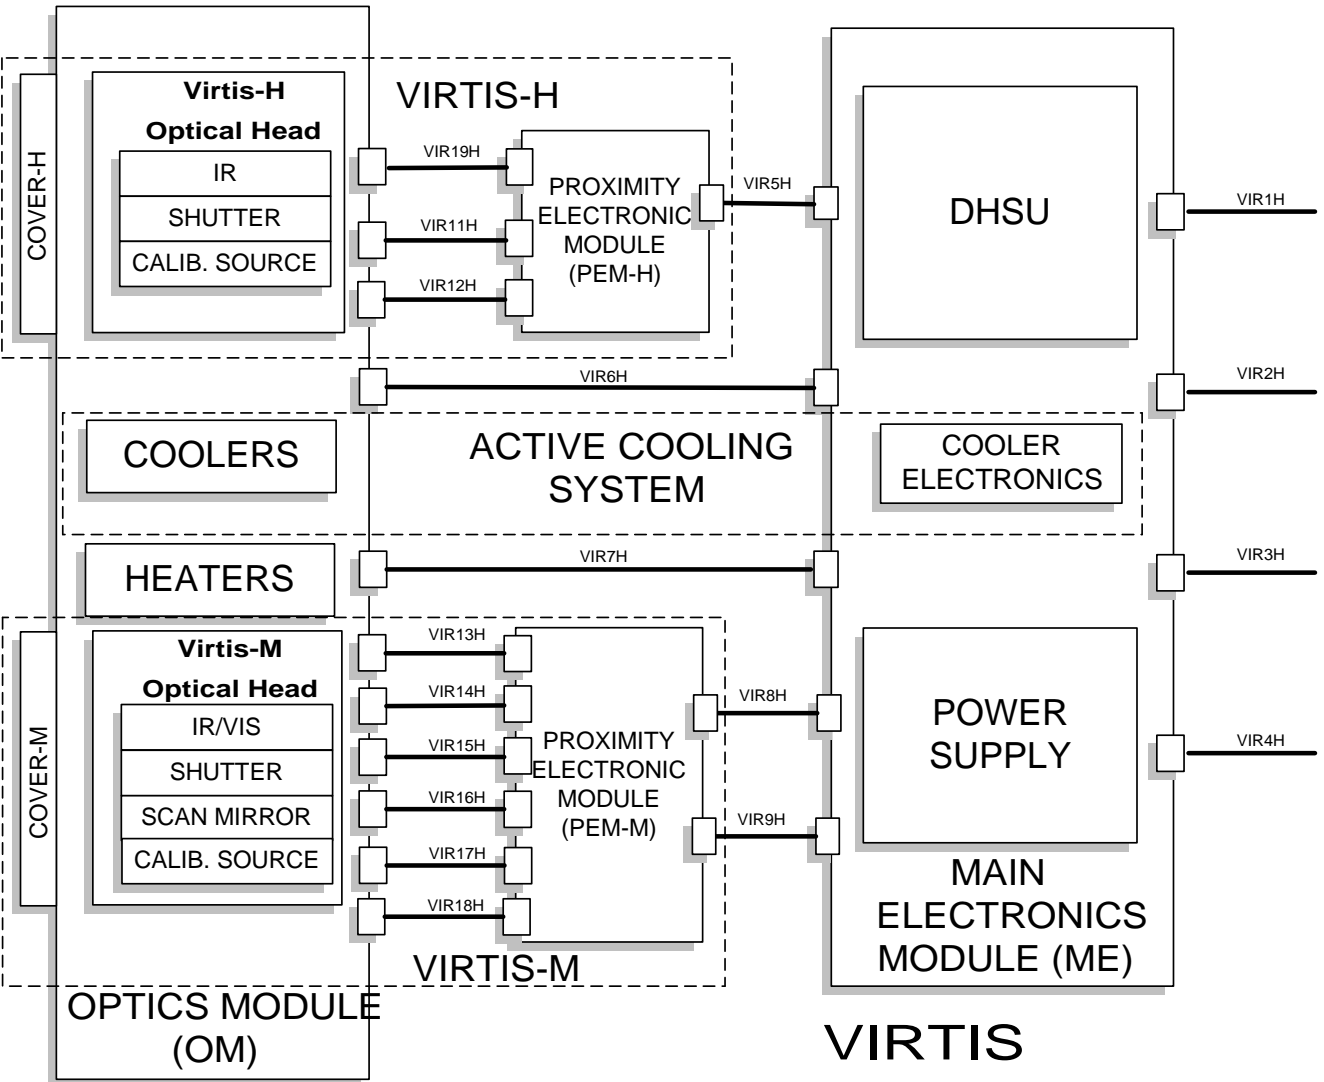 Virtis-H
Optical Head
IR
SHUTTER
CALIB. SOURCE
COVER-H
VIRTIS-H
VIR19H
VIR11H
VIR12H
PROXIMITY
ELECTRONIC
MODULE
(PEM-H)
VIR5H
DHSU
VIR1H
VIR6H
VIR2H
COOLERS
ACTIVE COOLING
SYSTEM
COOLER
ELECTRONICS
HEATERS
VIR7H
VIR3H
Virtis-M
Optical Head
IR/VIS
SHUTTER
SCAN MIRROR
CALIB. SOURCE
COVER-M
VIR13H
VIR14H
VIR15H
VIR16H
VIR17H
VIR18H
PROXIMITY
ELECTRONIC
MODULE
(PEM-M)
VIR8H
VIR9H
POWER
SUPPLY
VIR4H
VIRTIS-M
MAIN
ELECTRONICS
MODULE (ME)
OPTICS MODULE
(OM)
VIRTIS